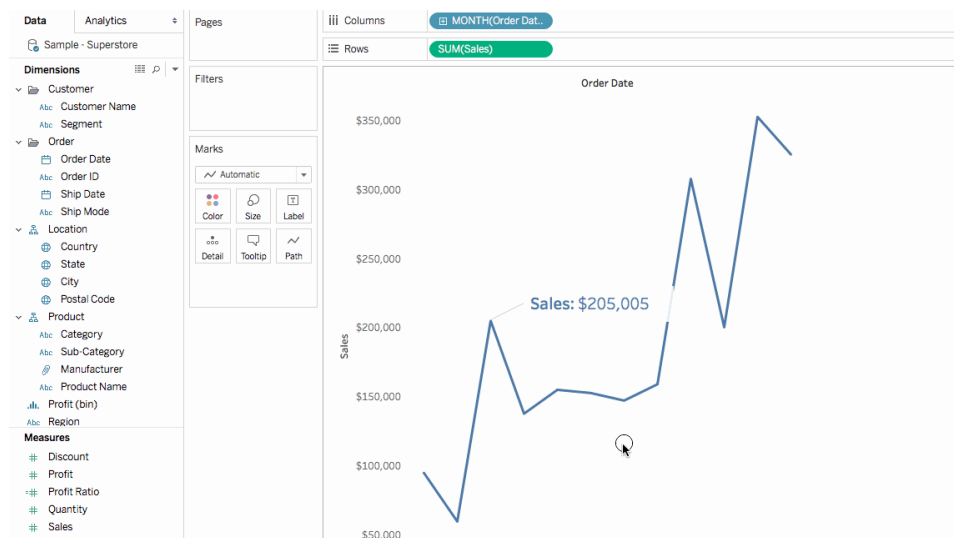 Data
Analytics
Sample - Superstore
Dimensions
Customer
Abc Customer Name
Abc Segment
Order
Order Date
Abc Order ID
Ship Date
Abc Ship Mode
Location
Country
State
City
Postal Code
Product
Abc Category
Abc Sub-Category
Manufacturer
Abc Product Name
Profit (bin)
Abc Region
Measures
# Discount
# Profit
=# Profit Ratio
# Quantity
# Sales
Pages
Filters
Marks
Automatic
Color
Size
T
Label
Detail
Tooltip
Path
Columns
MONTH(Order Dat..
Rows
SUM(Sales)
Order Date
$350,000
$300,000
$250,000
$200,000
$150,000
$100,000
$50,000
Sales
Sales: $205,005